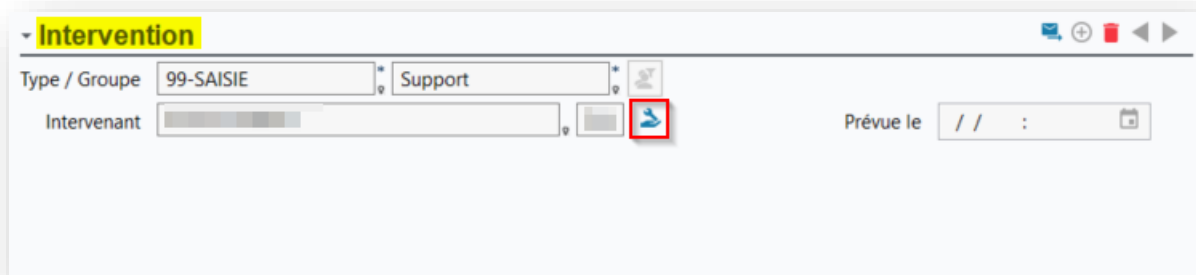 Intervention
Type / Groupe 99-SAISIE * Support *
Intervenant Prévue le / / :